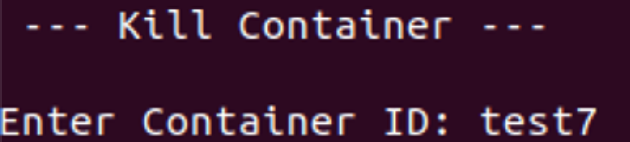 --- Kill Container ---
Enter Container ID: test7